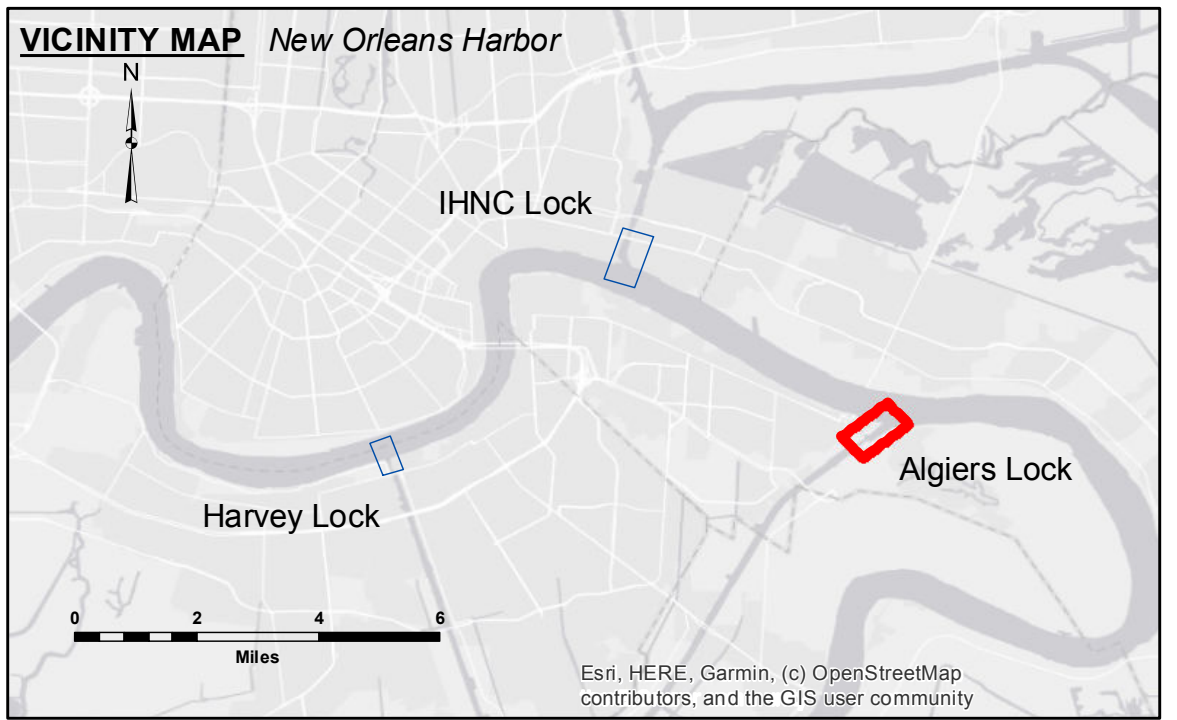 VICINITY MAP New Orleans Harbor
N
IHNC Lock
Algiers Lock
Harvey Lock
0 2 4 6
Miles
Esri, HERE, Garmin, (c) OpenStreetMap
contributors, and the GIS user community